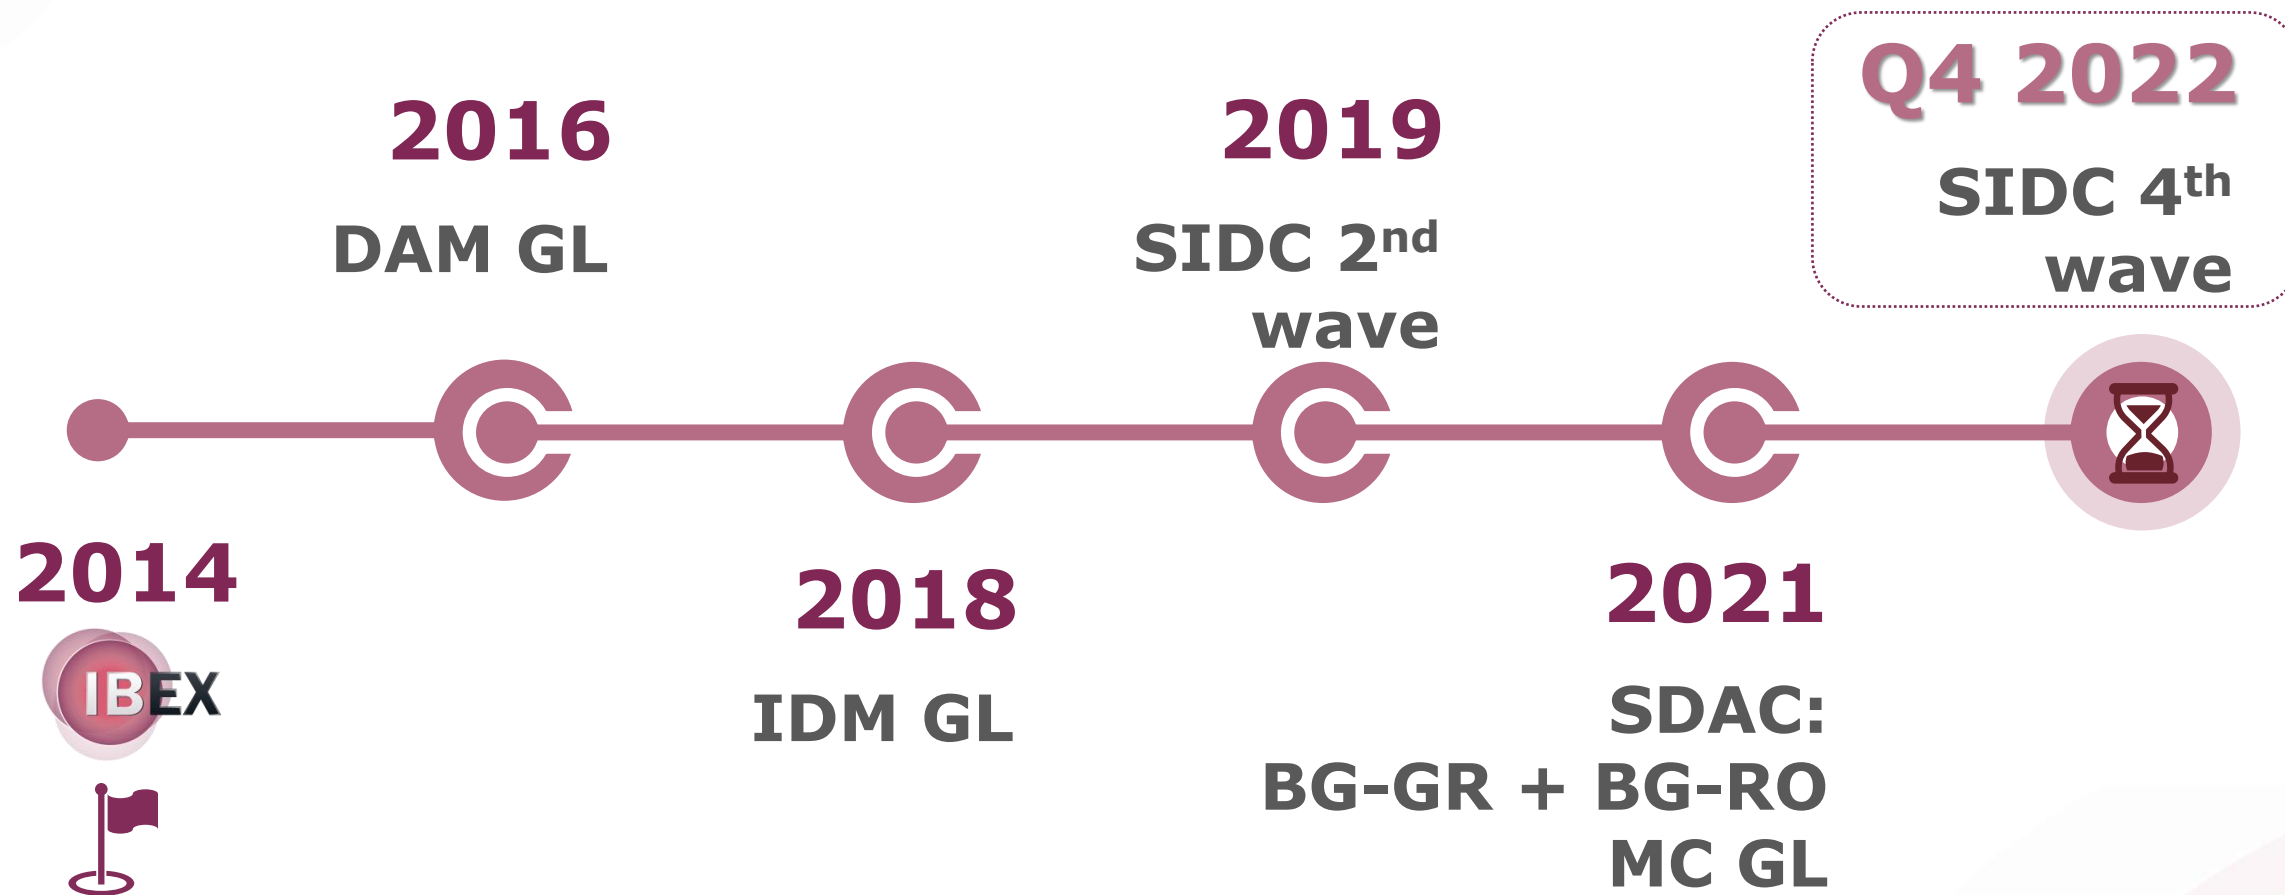 2014
IBEX
2016
DAM GL
2018
IDM GL
2019
SIDC 2nd
wave
2021
SDAC:
BG-GR + BG-RO
MC GL
Q4 2022
SIDC 4th
wave